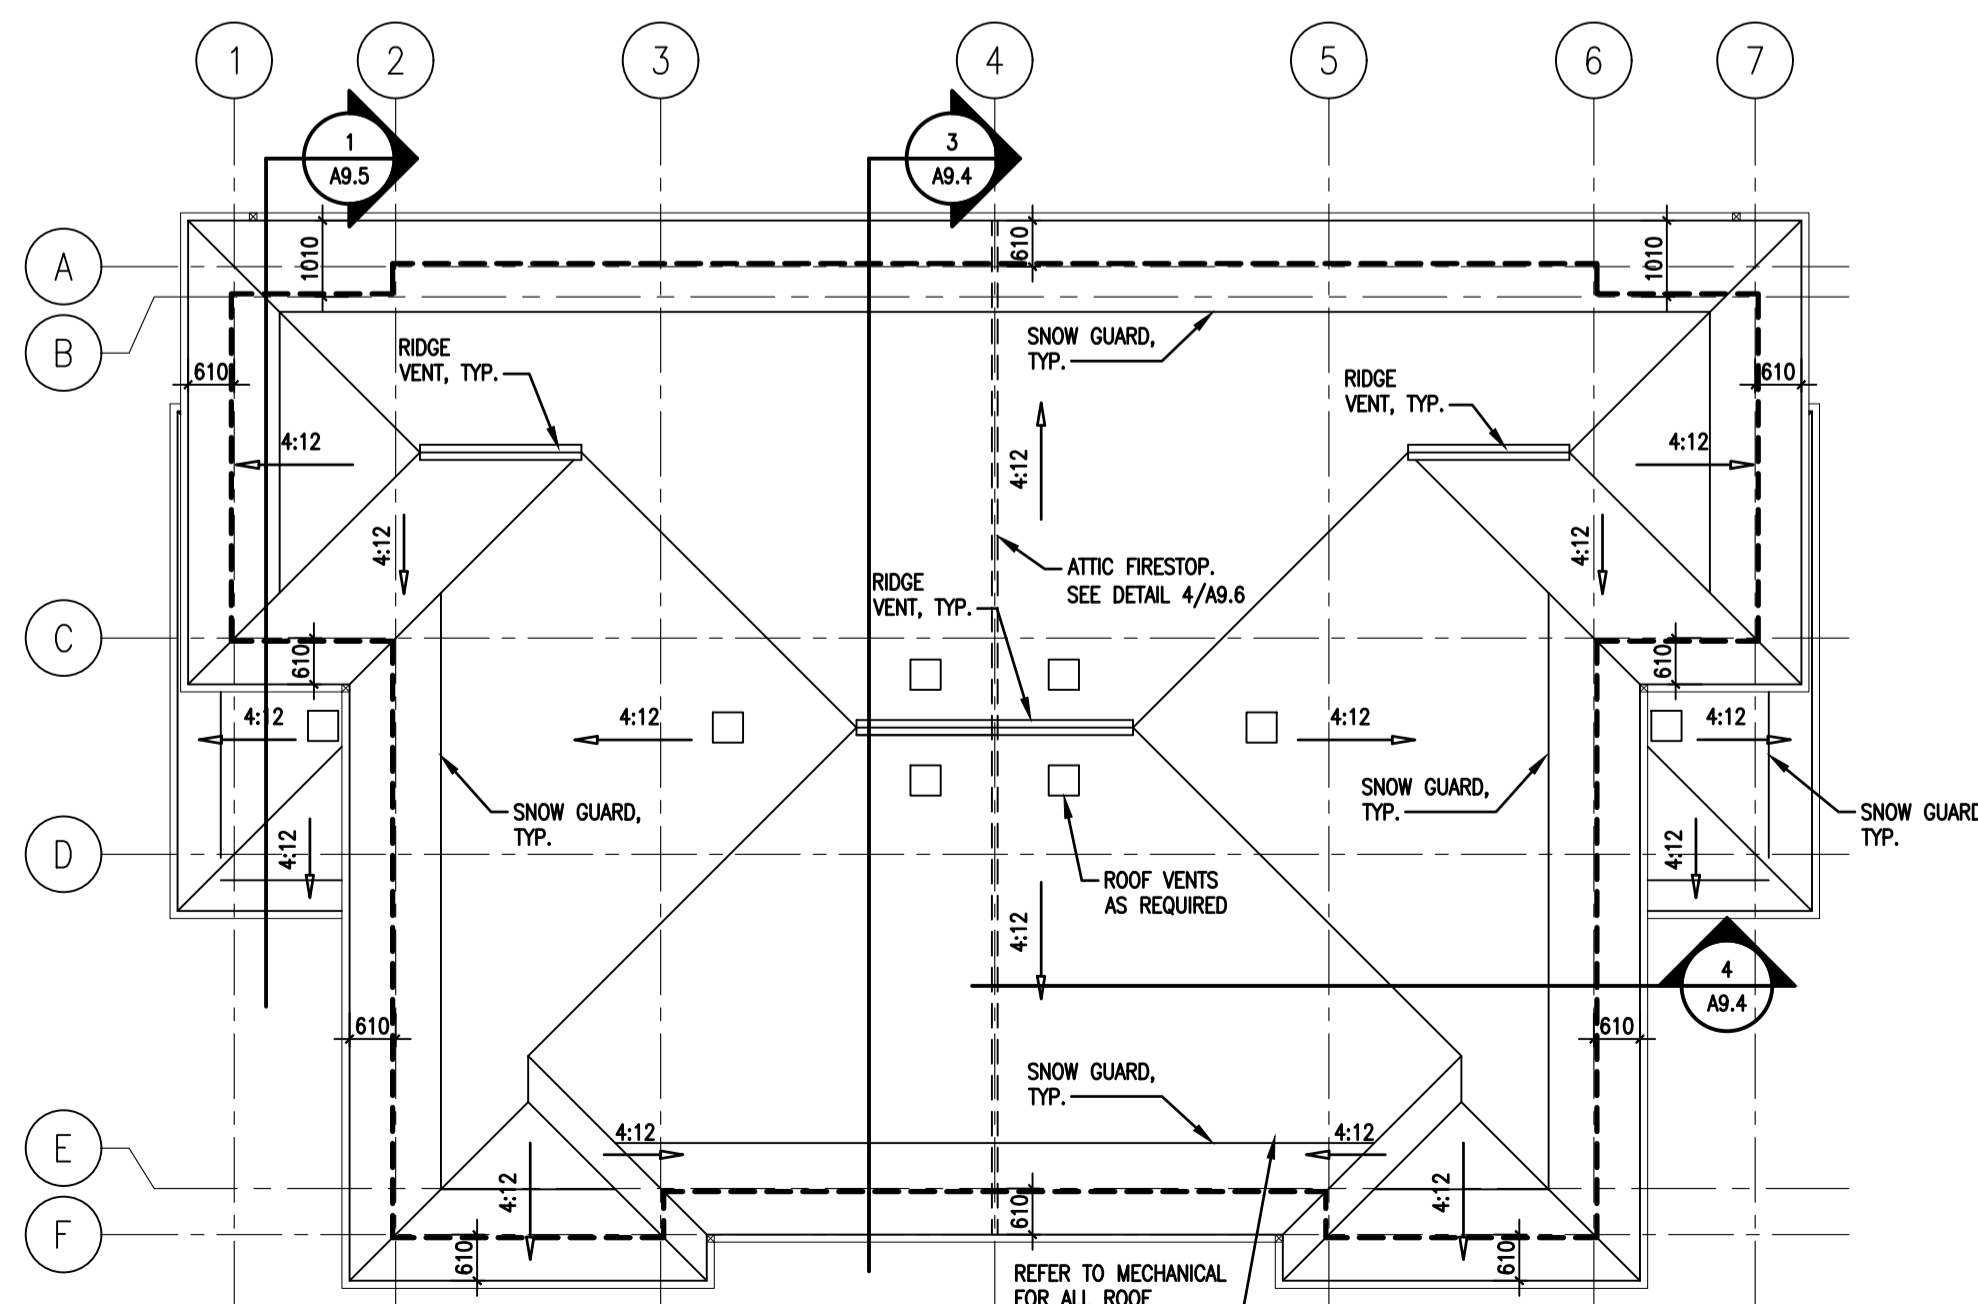 1 2 3 4 5 6 7
1
A9.5
3
A9.4
A
B
C
D
E
F
1010
610
1010
SNOW GUARD,
TYP.
RIDGE
VENT, TYP.
RIDGE
VENT, TYP.
610
610
4:12
4:12
4:12
4:12
4:12
ATTIC FIRESTOP.
SEE DETAIL 4/A9.6
RIDGE
VENT, TYP.
610
610
4:12
4:12
4:12
4:12
SNOW GUARD,
TYP.
SNOW GUARD,
TYP.
SNOW GUARD
TYP.
4:12
4:12
ROOF VENTS
AS REQUIRED
4:12
4
A9.4
610
610
SNOW GUARD,
TYP.
4:12
4:12
4:12
4:12
610
610
610
REFER TO MECHANICAL
FOR ALL ROOF